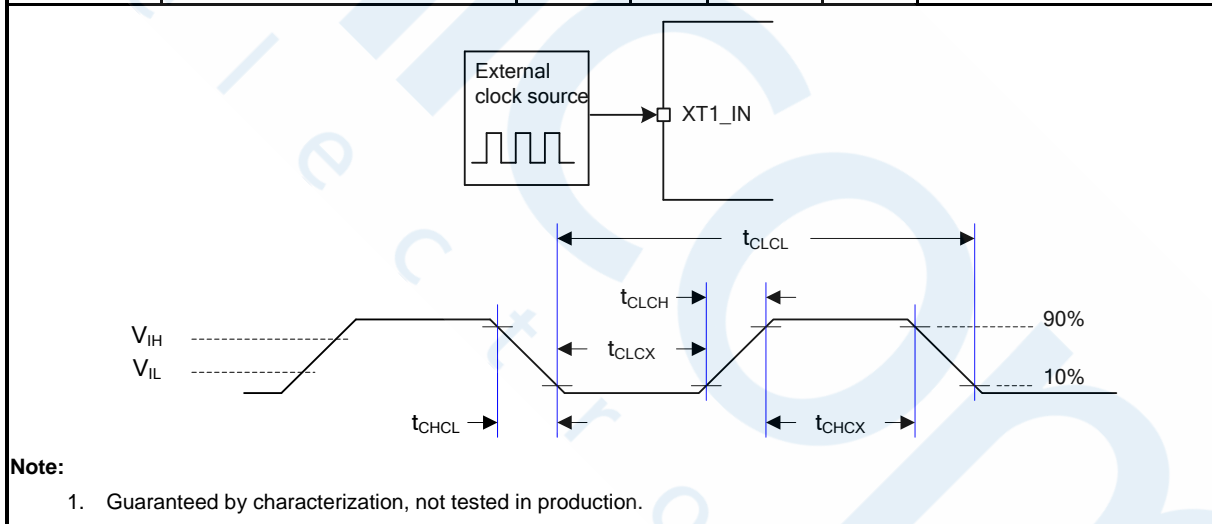 External
clock source
XT1_IN
tCLCL
tCLCH
VIH
90%
tCLCX
VIL
10%
tCHCL
tCHCX
Note:
1. Guaranteed by characterization, not tested in production.